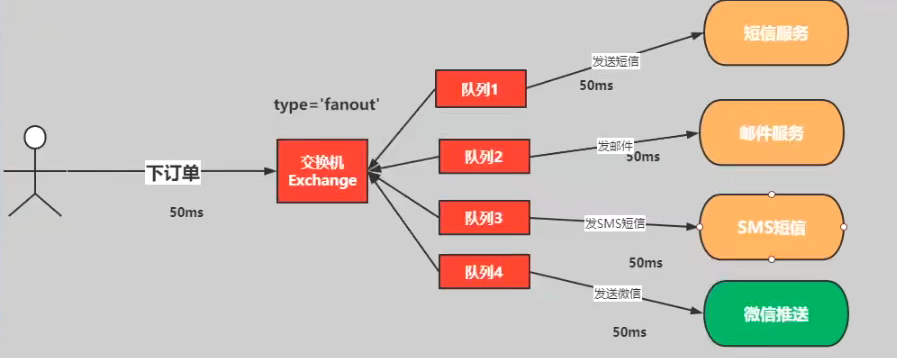 type='fanout'
下订单
50ms
交换机
Exchange
队列1
发送短信
50ms
短信服务
队列2
发邮件
50ms
邮件服务
队列3
发SMS短信
50ms
SMS短信
队列4
发送微信
50ms
微信推送